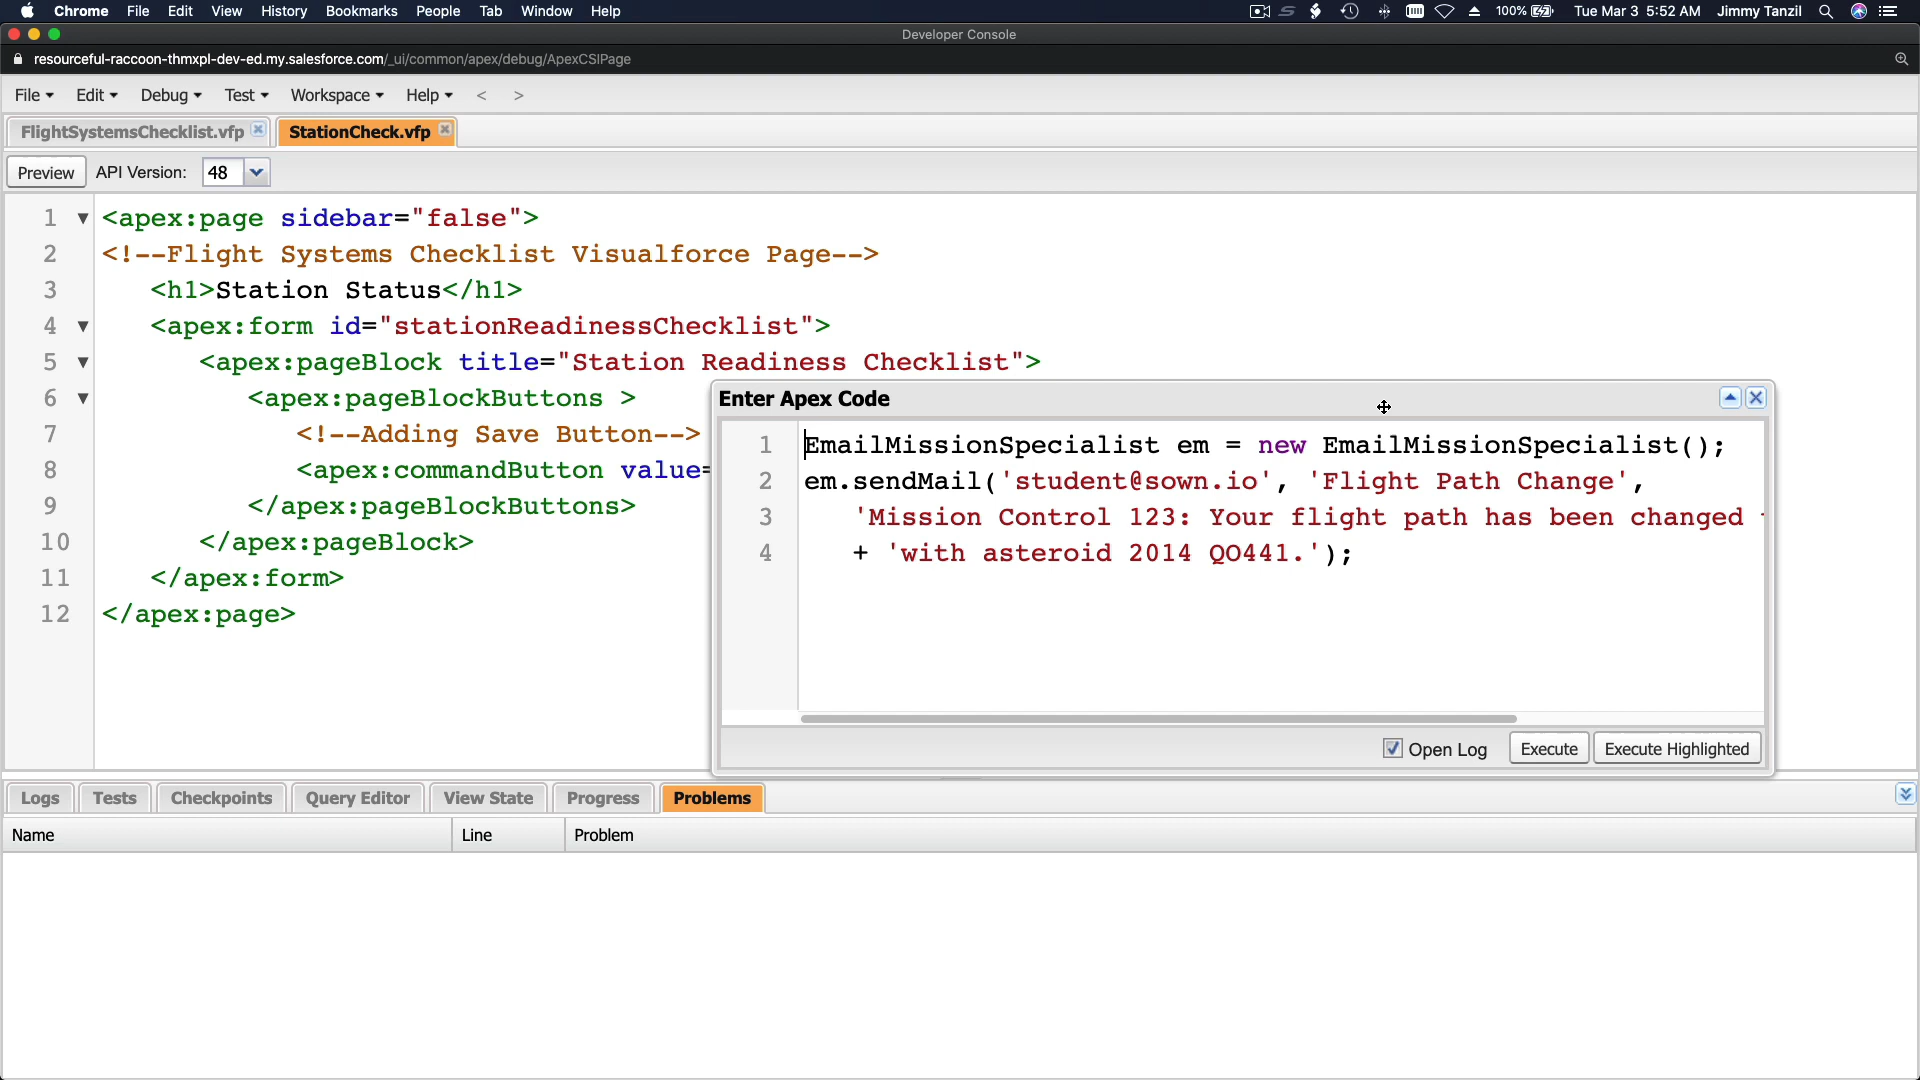 Chrome File Edit View History Bookmarks People Tab Window Help 100% Tue Mar 3 5:52 AM Jimmy Tanzil
Developer Console
resourceful-raccoon-thmxpl-dev-ed.my.salesforce.com/_ui/common/apex/debug/ApexCSIPage
File Edit Debug Test Workspace Help < >
FlightSystemsChecklist.vfp StationCheck.vfp
Preview API Version: 48
1 <apex:page sidebar="false">
2 <!--Flight Systems Checklist Visualforce Page-->
3 <h1>Station Status</h1>
4 <apex:form id="stationReadinessChecklist">
5 <apex:pageBlock title="Station Readiness Checklist">
6 <apex:pageBlockButtons >
7 <!--Adding Save Button-->
8 <apex:commandButton value=
9 </apex:pageBlockButtons>
10 </apex:pageBlock>
11 </apex:form>
12 </apex:page>
Enter Apex Code
1 EmailMissionSpecialist em = new EmailMissionSpecialist();
2 em.sendMail('student@sown.io', 'Flight Path Change',
3 'Mission Control 123: Your flight path has been changed
4 + 'with asteroid 2014 QO441.');
Open Log Execute Execute Highlighted
Logs Tests Checkpoints Query Editor View State Progress Problems
Name Line Problem